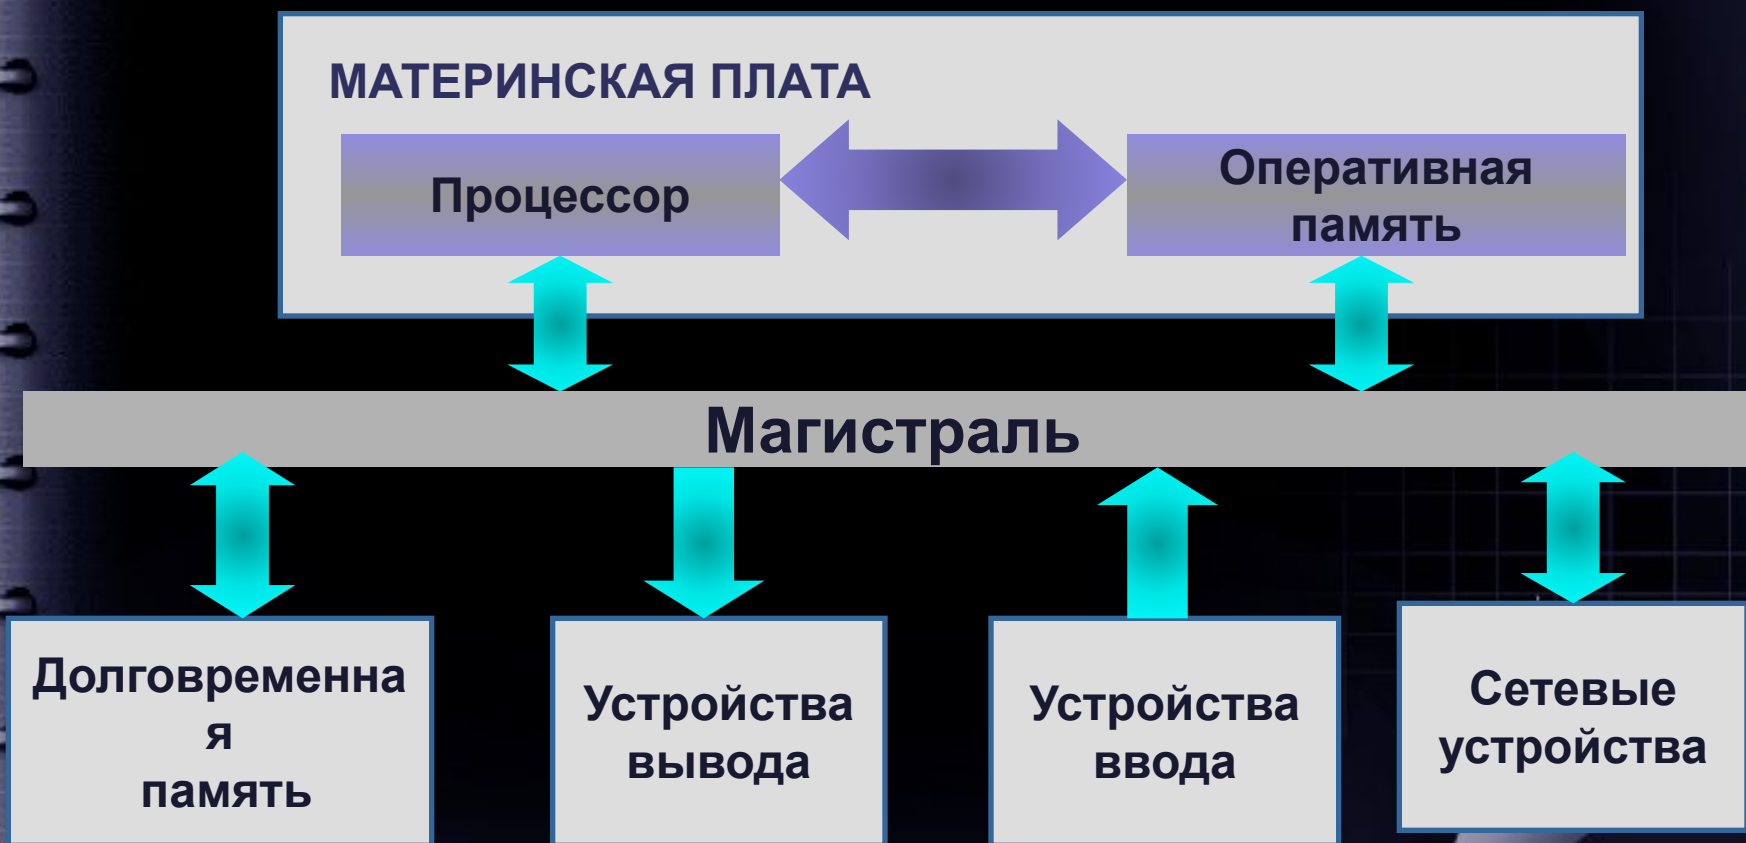 МАТЕРИНСКАЯ ПЛАТА
Процессор
Оперативная
память
Магистраль
Долговременна
я
память
Устройства
вывода
Устройства
ввода
Сетевые
устройства